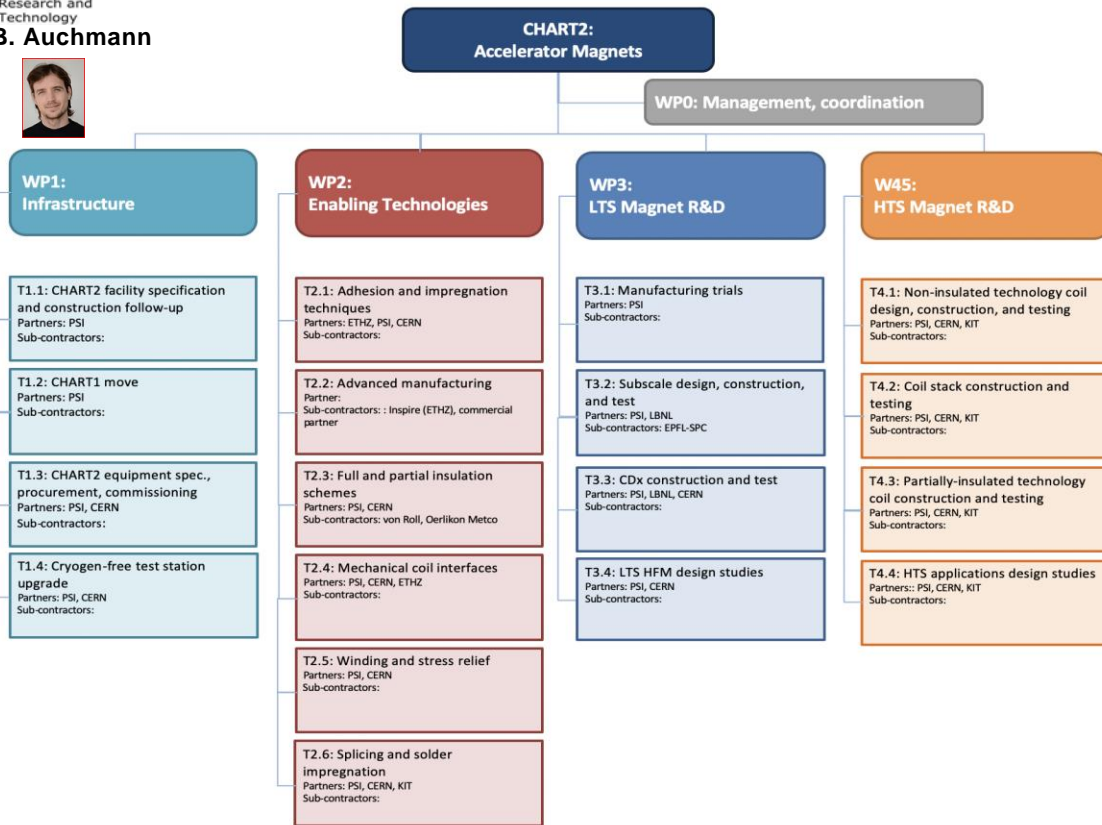 Research and
Technology
B. Auchmann
CHART2:
Accelerator Magnets
WP0: Management, coordination
WP1:
Infrastructure
T1.1: CHART2 facility specification
and construction follow-up
Partners: PSI
Sub-contractors:
T1.2: CHART1 move
Partners: PSI
Sub-contractors:
T1.3: CHART2 equipment spec.,
procurement, commissioning
Partners: PSI, CERN
Sub-contractors:
T1.4: Cryogen-free test station
upgrade
Partners: PSI, CERN
Sub-contractors:
WP2:
Enabling Technologies
T2.1: Adhesion and impregnation
techniques
Partners: ETHZ, PSI, CERN
Sub-contractors:
T2.2: Advanced manufacturing
Partner:
Sub-contractors: : Inspire (ETHZ), commercial
partner
T2.3: Full and partial insulation
schemes
Partners: PSI, CERN
Sub-contractors: von Roll, Oerlikon Metco
T2.4: Mechanical coil interfaces
Partners: PSI, CERN, ETHZ
Sub-contractors:
T2.5: Winding and stress relief
Partners: PSI, CERN
Sub-contractors:
T2.6: Splicing and solder
impregnation
Partners: PSI, CERN, KIT
Sub-contractors:
WP3:
LTS Magnet R&D
T3.1: Manufacturing trials
Partners: PSI
Sub-contractors:
T3.2: Subscale design, construction,
and test
Partners: PSI, LBNL
Sub-contractors: EPFL-SPC
T3.3: CDx construction and test
Partners: PSI, LBNL, CERN
Sub-contractors:
T3.4: LTS HFM design studies
Partners: PSI, CERN
Sub-contractors:
W45:
HTS Magnet R&D
T4.1: Non-insulated technology coil
design, construction, and testing
Partners: PSI, CERN, KIT
Sub-contractors:
T4.2: Coil stack construction and
testing
Partners: PSI, CERN, KIT
Sub-contractors:
T4.3: Partially-insulated technology
coil construction and testing
Partners: PSI, CERN, KIT
Sub-contractors:
T4.4: HTS applications design studies
Partners:: PSI, CERN, KIT
Sub-contractors: